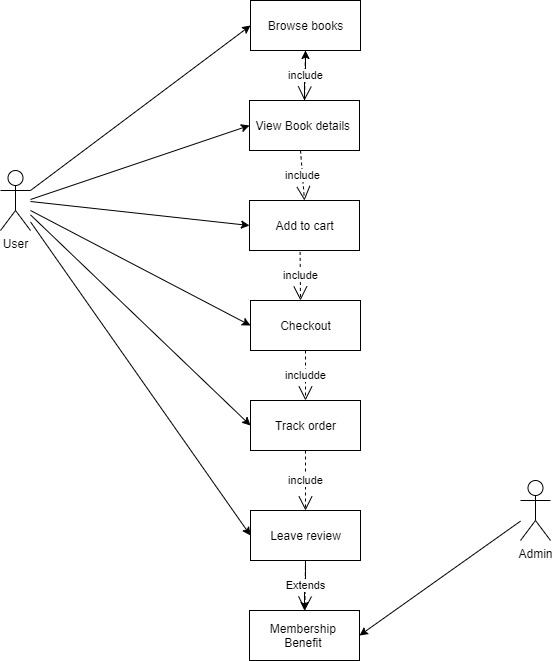 Browse books
include
View Book details
include
User
Add to cart
include
Checkout
includde
Track order
include
Leave review
Admin
Extends
Membership
Benefit